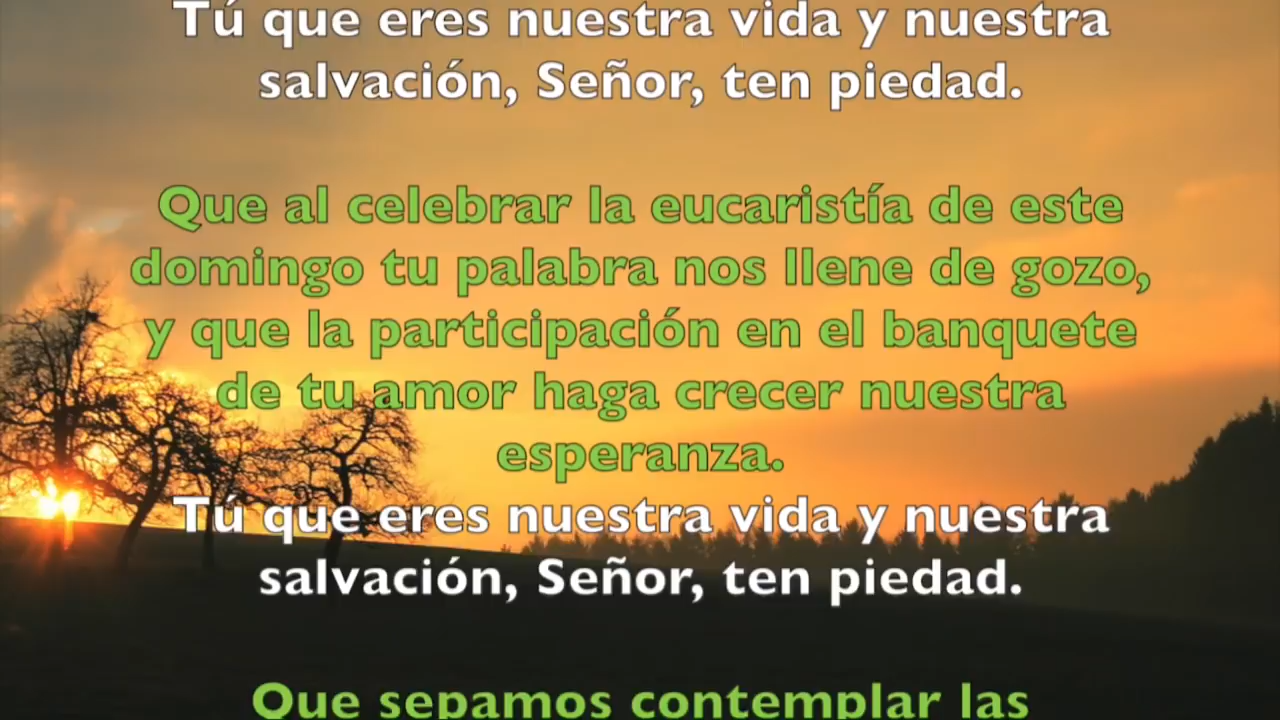 Tú que eres nuestra vida y nuestra
salvación, Señor, ten piedad.
Que al celebrar la eucaristía de este
domingo tu palabra nos llene de gozo,
y que la participación en el banquete
de tu amor haga crecer nuestra
esperanza.
Tú que eres nuestra vida y nuestra
salvación, Señor, ten piedad.
Que sepamos contemplar las